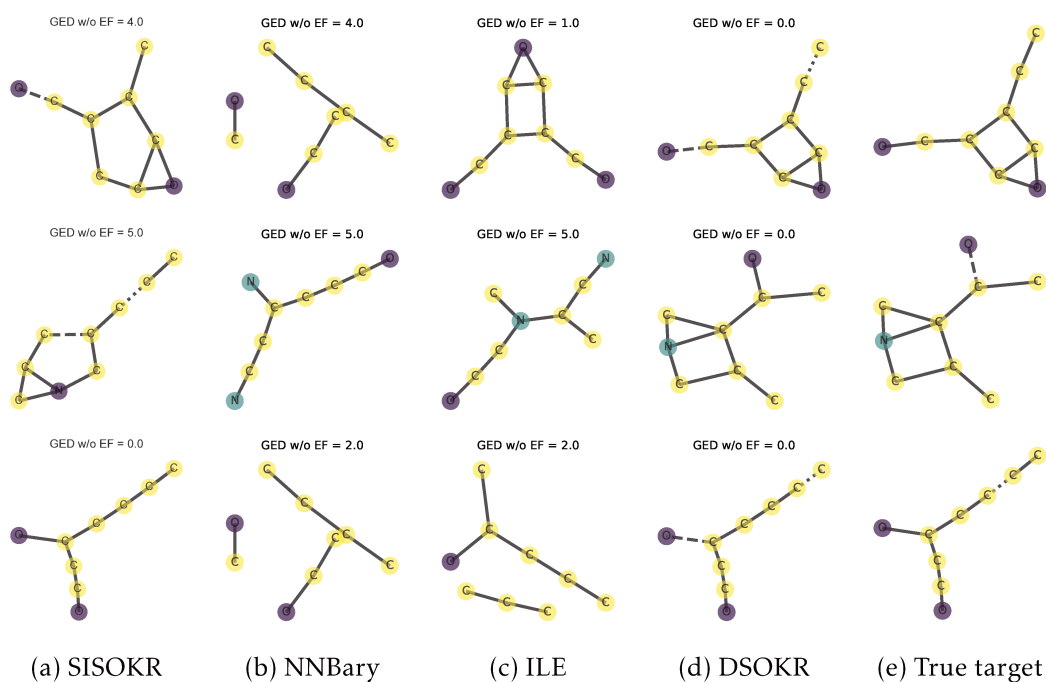 GED w/o EF = 4.0
GED w/o EF = 4.0
GED w/o EF = 1.0
GED w/o EF = 0.0
C
O
C
C
C
C
C
C
O
C
C
O
C
C
C
C
C
O
O
C
C
C
C
C
C
O
O
C
C
C
C
C
O
C
C
O
C
C
C
C
C
O
C
C
O
GED w/o EF = 5.0
GED w/o EF = 5.0
GED w/o EF = 5.0
GED w/o EF = 0.0
C
C
C
C
C
C
C
N
C
O
C
N
C
C
C
C
C
N
N
C
C
N
C
C
C
C
O
O
C
C
C
C
N
C
C
C
O
C
C
C
C
N
C
C
C
GED w/o EF = 0.0
GED w/o EF = 2.0
GED w/o EF = 2.0
GED w/o EF = 0.0
C
C
C
C
O
C
C
C
O
C
C
O
C
C
C
C
C
O
C
C
C
O
C
C
C
C
C
C
C
C
C
O
C
C
C
O
C
C
C
C
O
C
C
C
O
(a) SISOKR
(b) NNBary
(c) ILE
(d) DSOKR
(e) True target